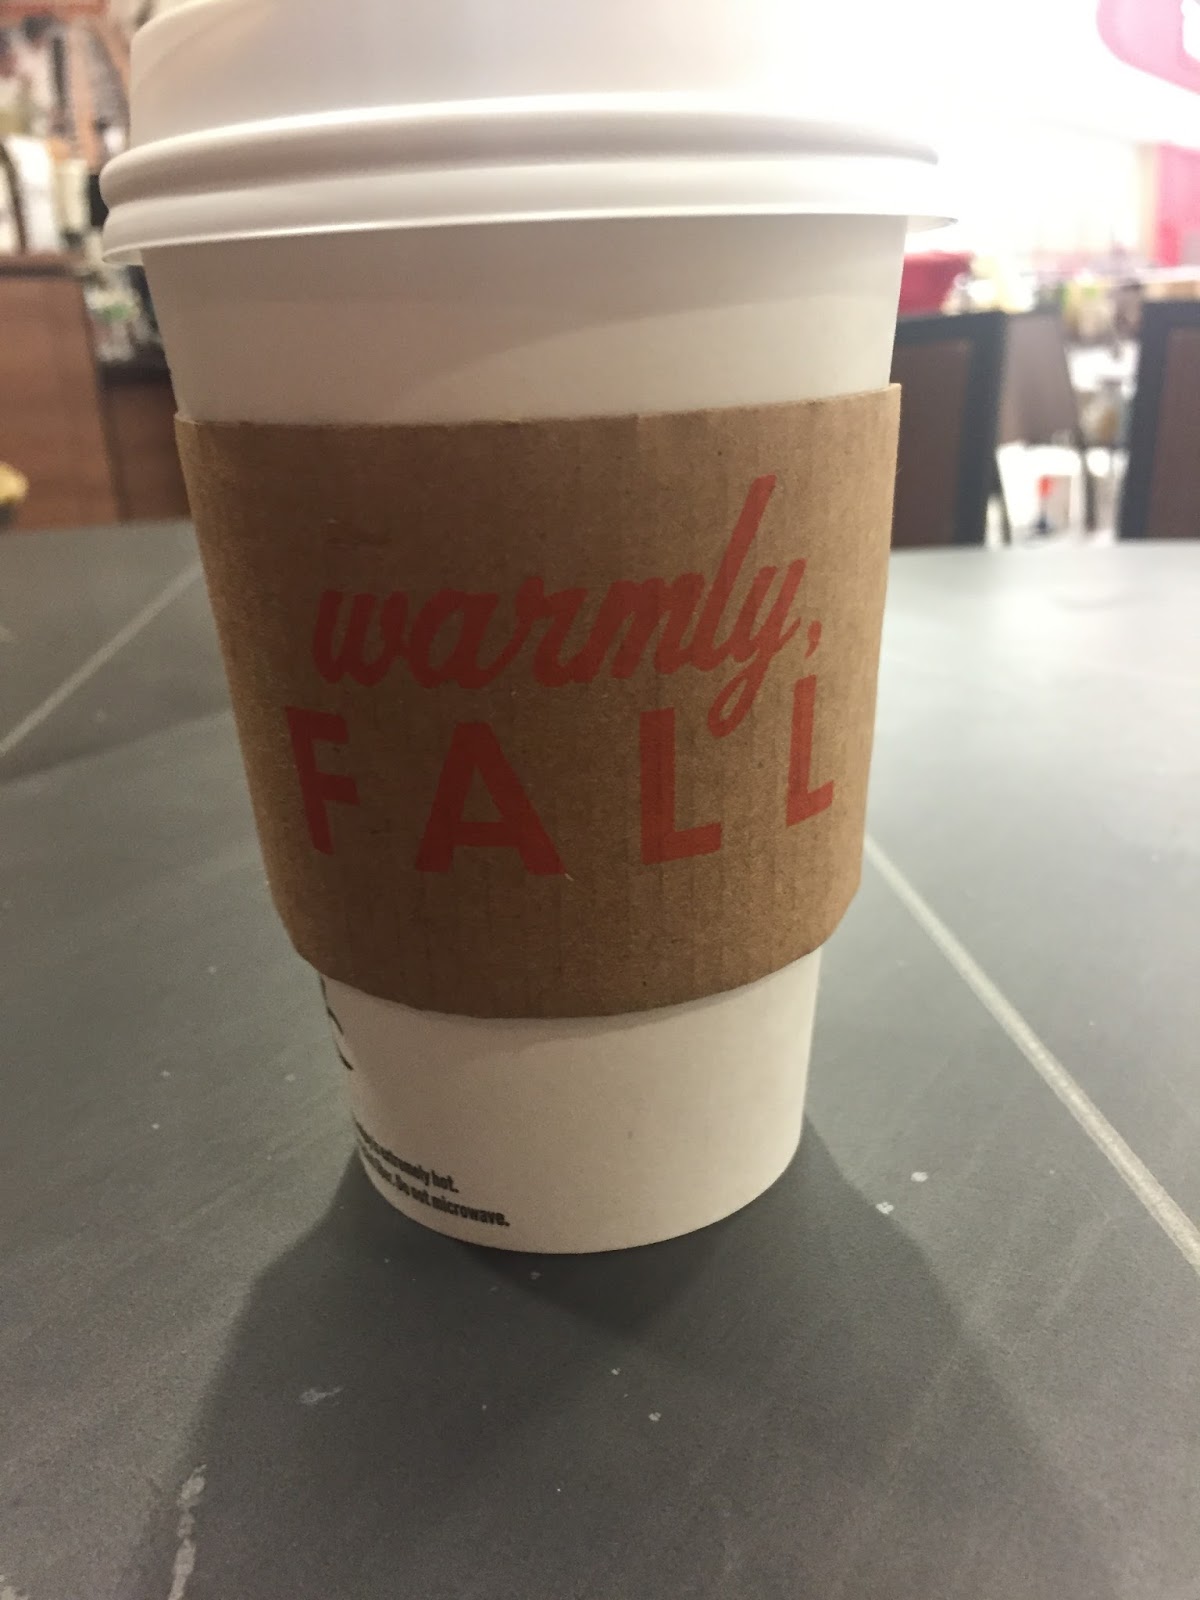 warmly,
FALL
extremely hot.
Do not microwave.